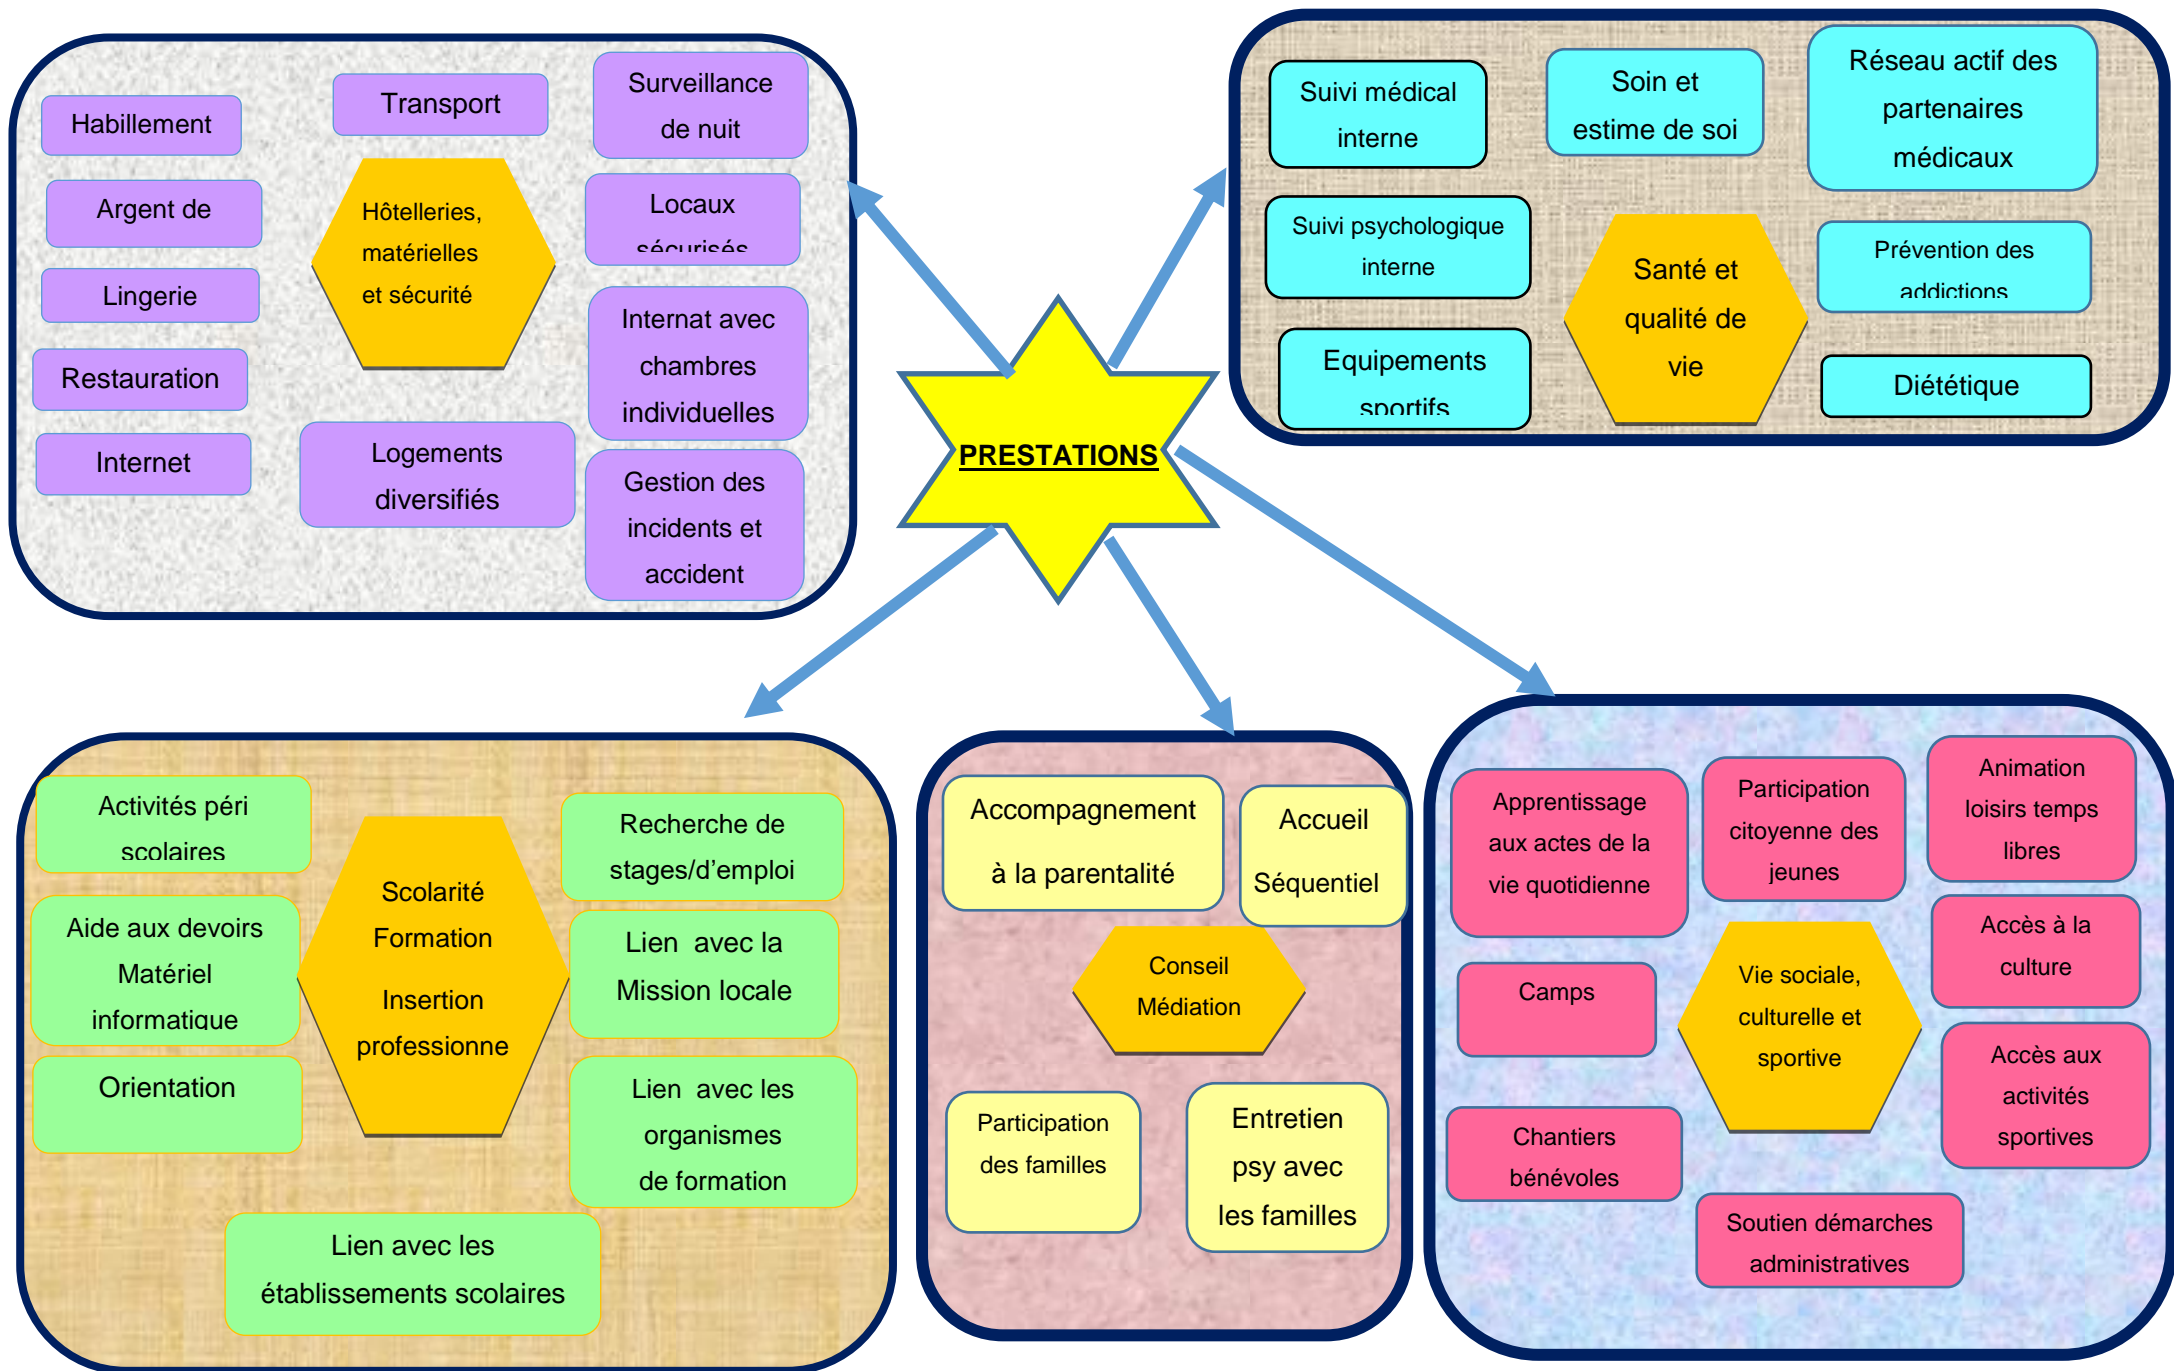 Habillement
Argent de
Lingerie
Restauration
Internet
Transport
Hôtelleries,
matérielles
et sécurité
Logements
diversifiés
Surveillance
de nuit
Locaux
sécurisés
Internat avec
chambres
individuelles
Gestion des
incidents et
accident
PRESTATIONS
Suivi médical
interne
Suivi psychologique
interne
Equipements
sportifs
Soin et
estime de soi
Santé et
qualité de
vie
Réseau actif des
partenaires
médicaux
Prévention des
addictions
Diététique
Activités péri
scolaires
Aide aux devoirs
Matériel
informatique
Orientation
Scolarité
Formation
Insertion
professionne
Recherche de
stages/d’emploi
Lien avec la
Mission locale
Lien avec les
organismes
de formation
Lien avec les
établissements scolaires
Accompagnement
à la parentalité
Accueil
Séquentiel
Conseil
Médiation
Participation
des familles
Entretien
psy avec
les familles
Apprentissage
aux actes de la
vie quotidienne
Camps
Chantiers
bénévoles
Participation
citoyenne des
jeunes
Vie sociale,
culturelle et
sportive
Soutien démarches
administratives
Animation
loisirs temps
libres
Accès à la
culture
Accès aux
activités
sportives